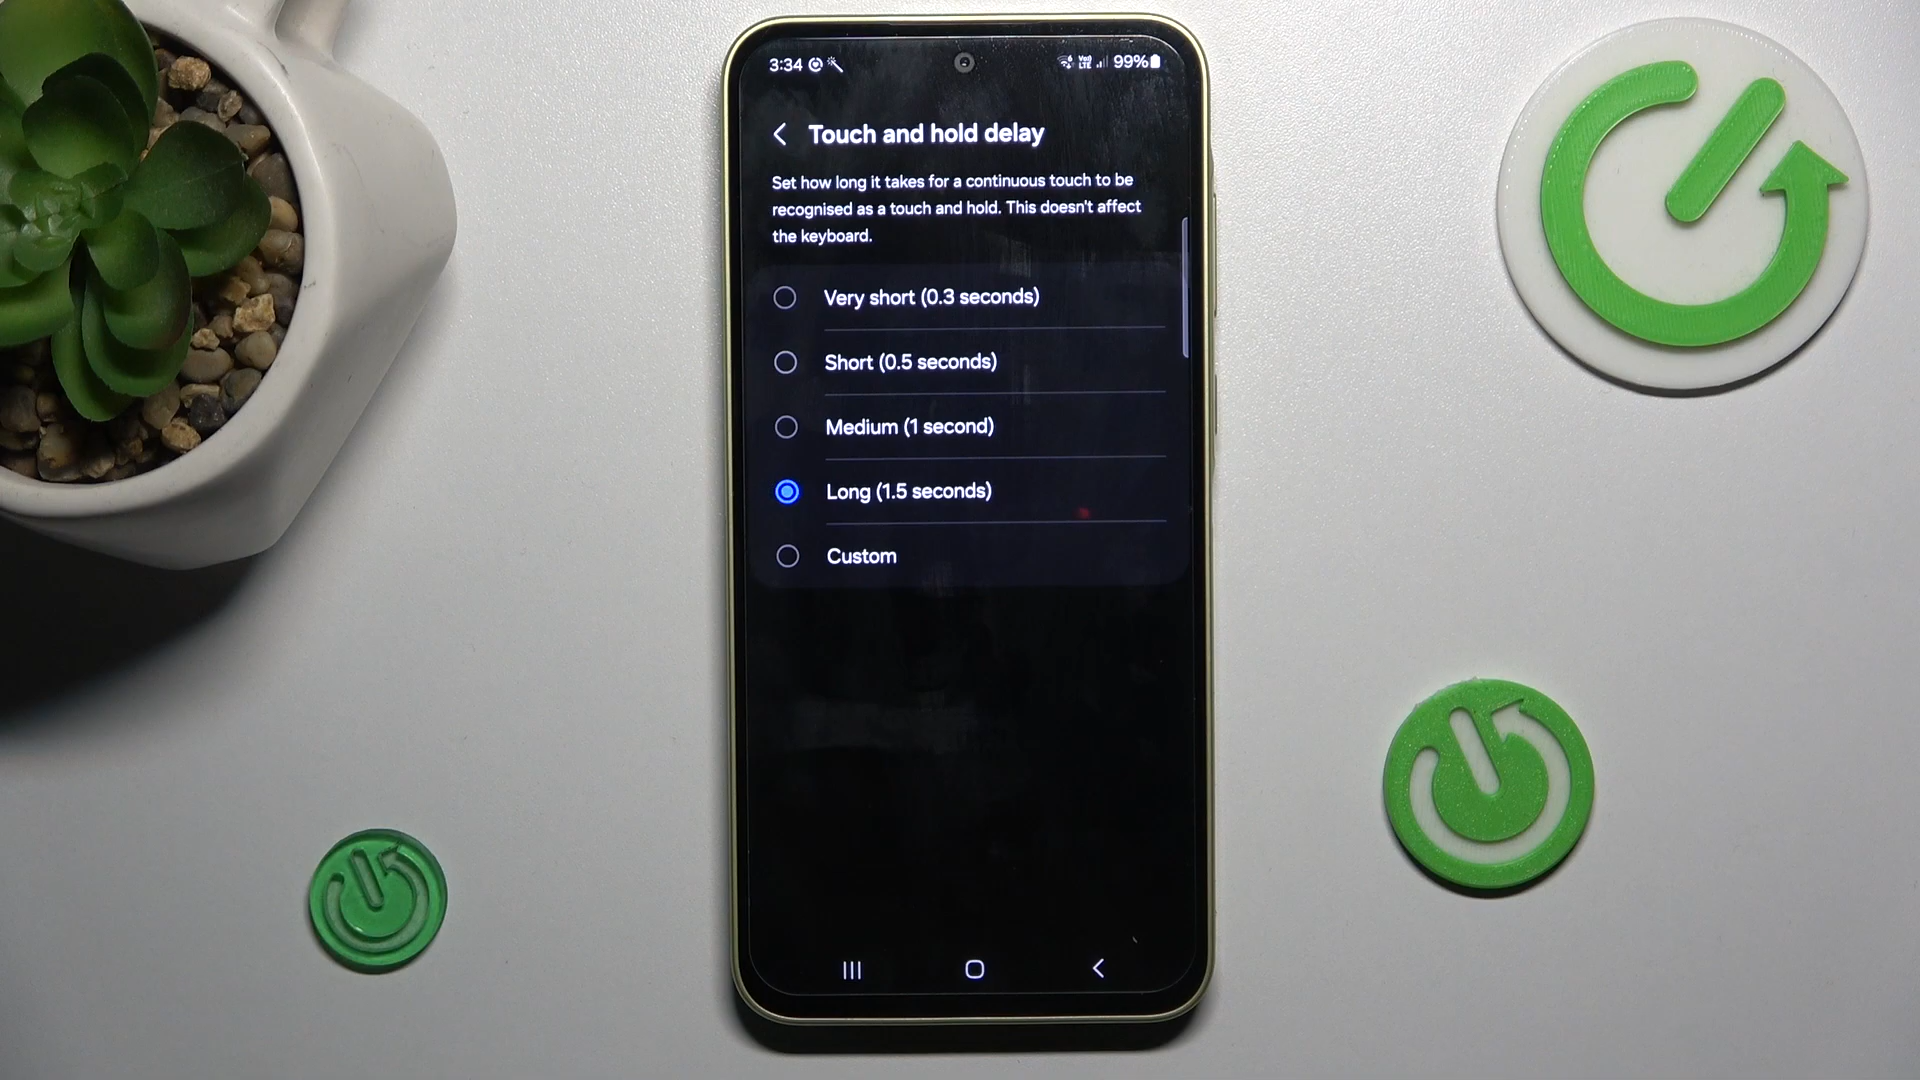 3:34
99%
Touch and hold delay
Set how long it takes for a continuous touch to be
recognised as a touch and hold. This doesn't affect
the keyboard.
Very short (0.3 seconds)
Short (0.5 seconds)
Medium (1 second)
Long (1.5 seconds)
Custom